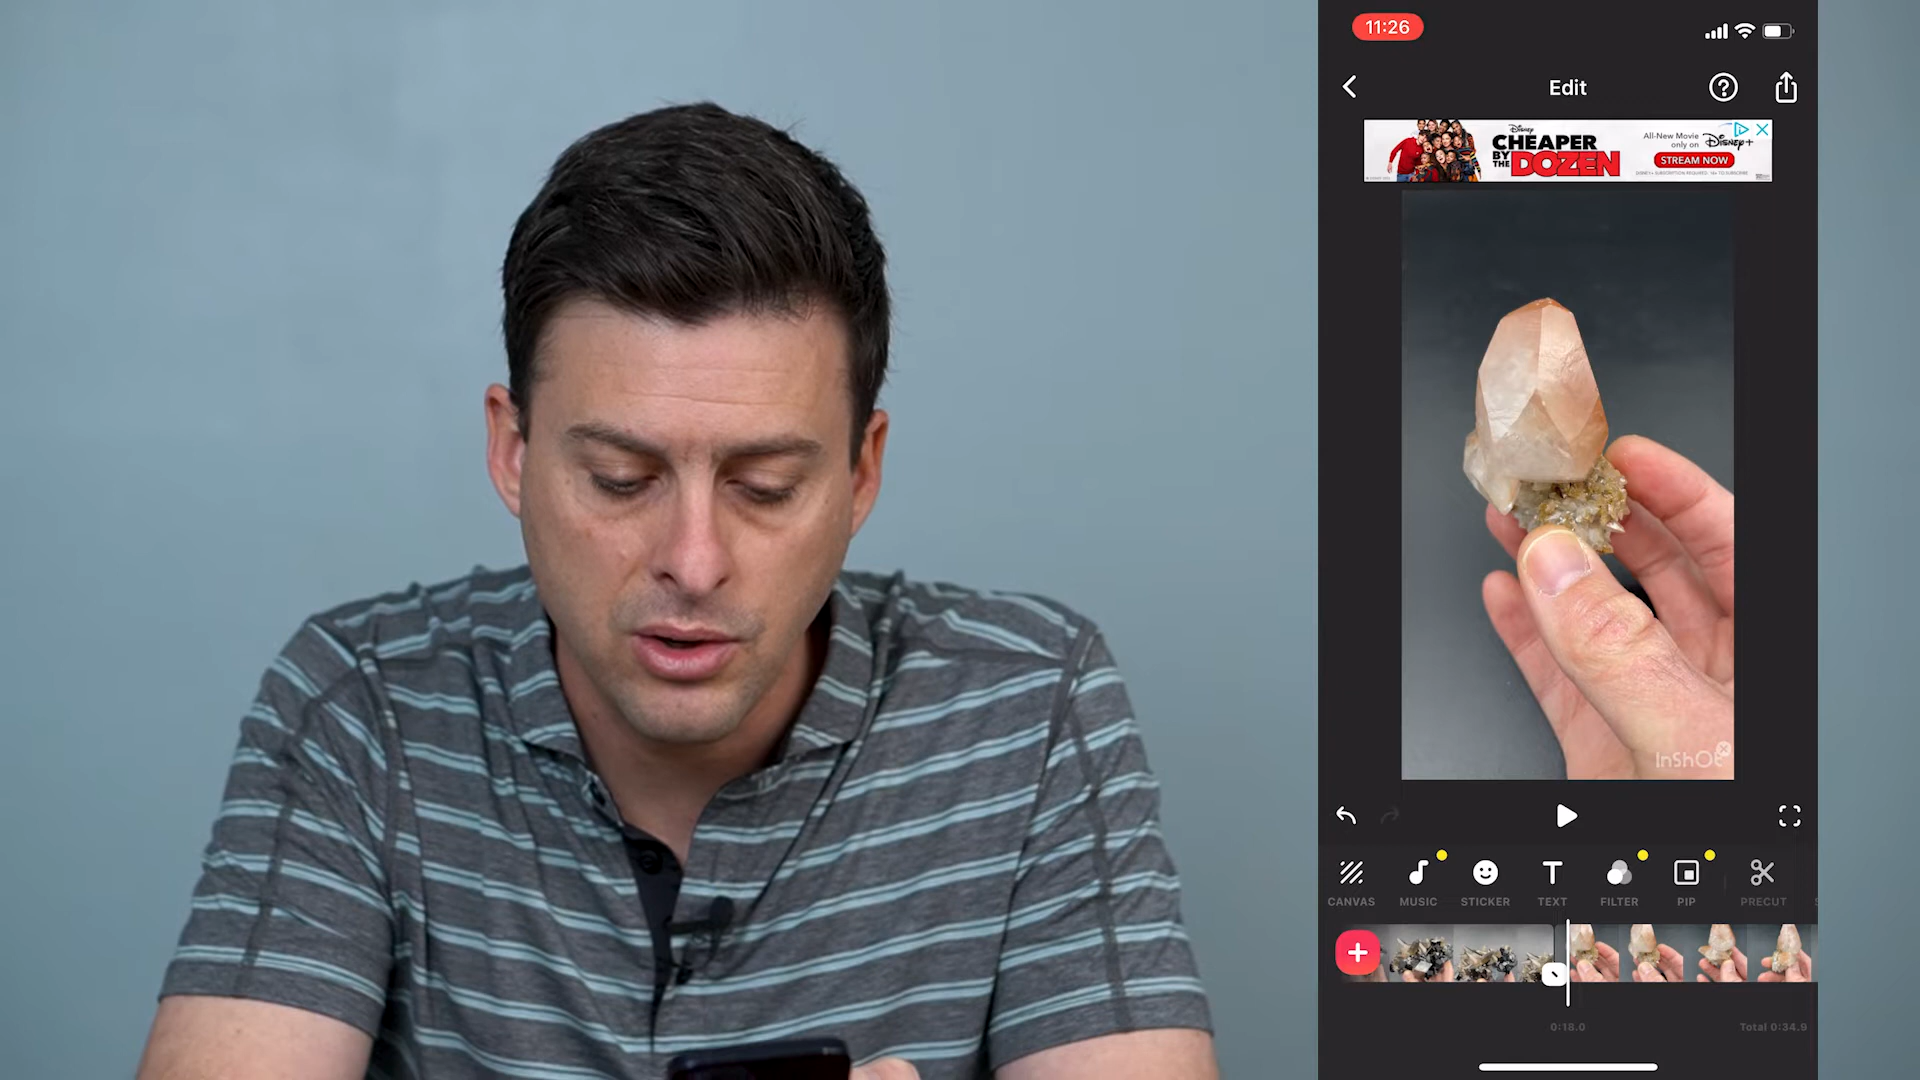 11:26
Edit
Disney
CHEAPER
BY THE DOZEN
All-New Movie
only on Disney+
STREAM NOW
InShOt
CANVAS MUSIC STICKER TEXT FILTER PIP PRECUT
0:18.0
Total 0:34.9